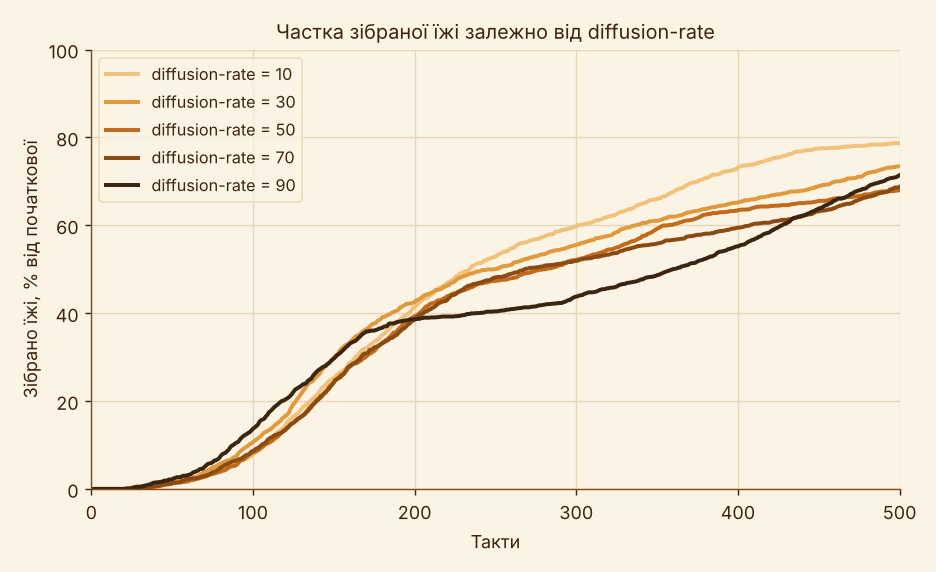 Частка зібраної їжі залежно від diffusion-rate
diffusion-rate = 10
diffusion-rate = 30
diffusion-rate = 50
diffusion-rate = 70
diffusion-rate = 90
Зібрано їжі, % від початкової
100
80
60
40
20
0
0 100 200 300 400 500
Такти